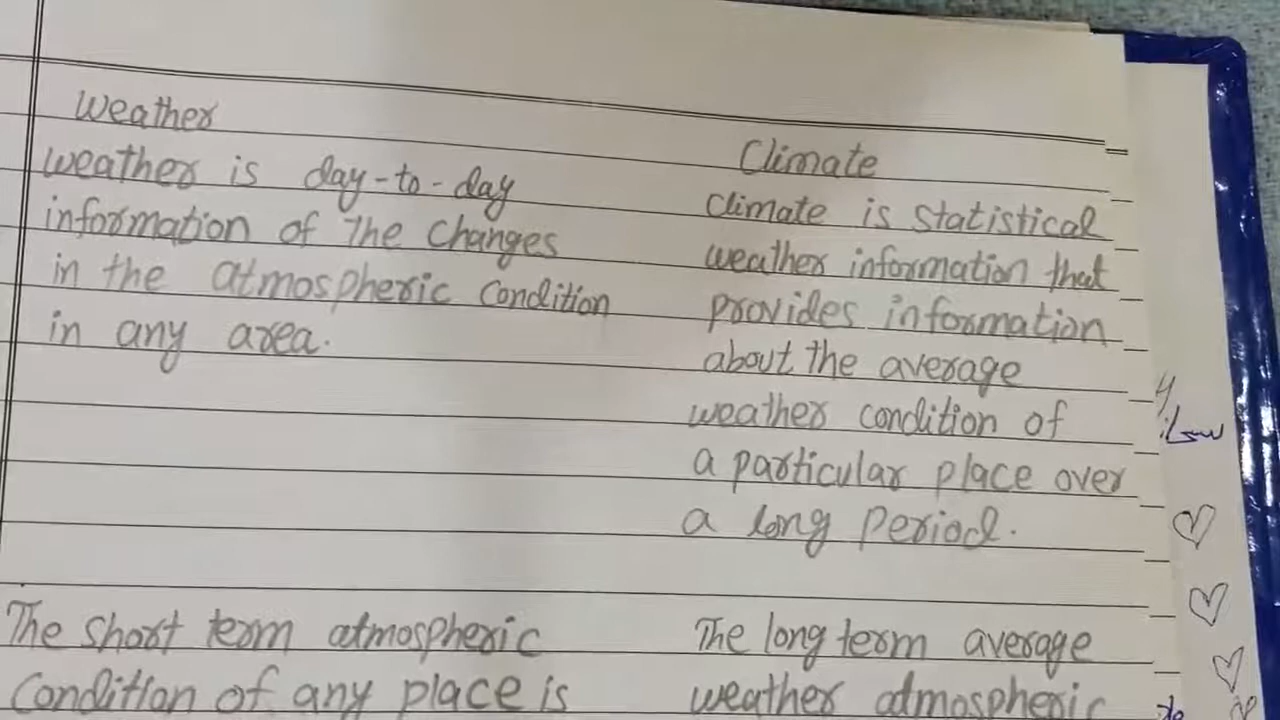 Weather
weather is day-to-day
information of the changes
in the atmospheric condition
in any area.
Climate
climate is statistical
weather information that
provides information
about the average
weather condition of
a particular place over
a long period.
The short term atmospheric
condition of any place is
The long term average
weather atmospheric